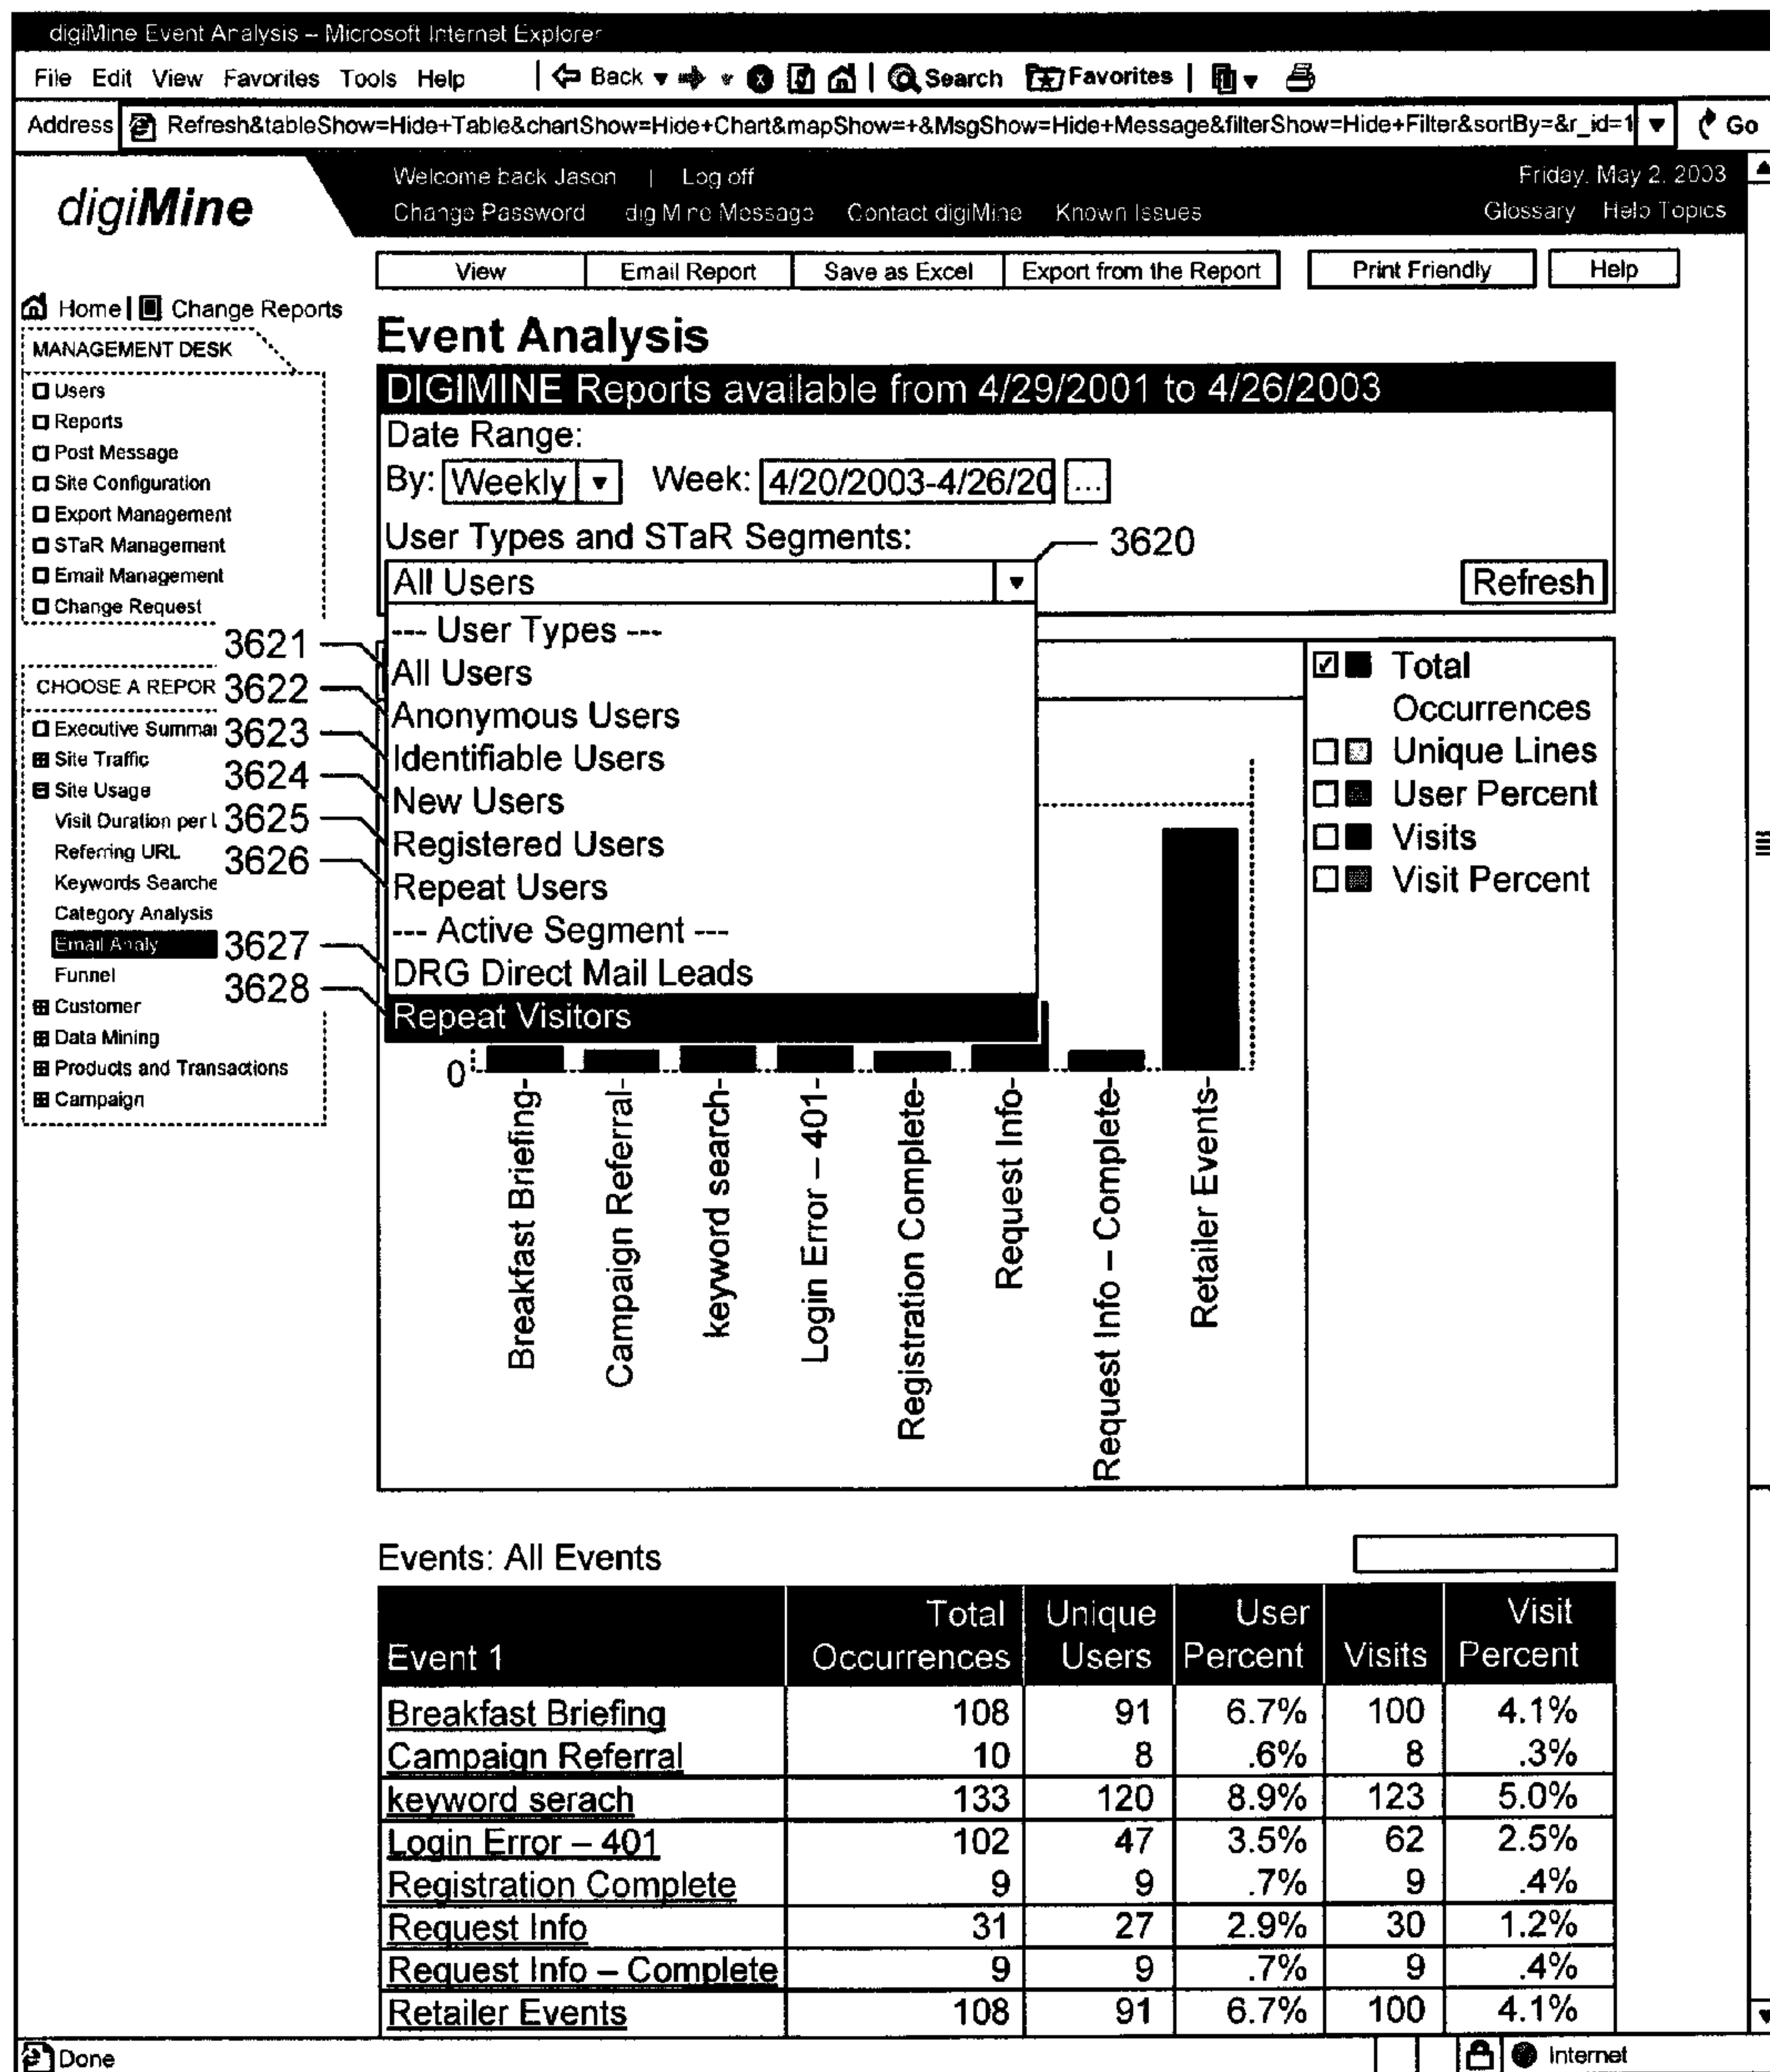 digiMine Event Analysis – Microsoft Internet Explorer
File Edit View Favorites Tools Help Back Search Favorites
Address Refresh&tableShow=Hide+Table&chartShow=Hide+Chart&mapShow=+&MsgShow=Hide+Message&filterShow=Hide+Filter&sortBy=&r_id=1 Go
digiMine
Welcome back Jason | Log off Friday, May 2, 2003
Change Password digiMine Message Contact digiMine Known Issues Glossary Help Topics
View Email Report Save as Excel Export from the Report Print Friendly Help
Home | Change Reports
MANAGEMENT DESK
Users
Reports
Post Message
Site Configuration
Export Management
STaR Management
Email Management
Change Request
CHOOSE A REPOR
Executive Summar
Site Traffic
Site Usage
Visit Duration per U
Referring URL
Keywords Searche
Category Analysis
Email Analy
Funnel
Customer
Data Mining
Products and Transactions
Campaign
Event Analysis
DIGIMINE Reports available from 4/29/2001 to 4/26/2003
Date Range:
By: Weekly Week: 4/20/2003-4/26/20 ...
User Types and STaR Segments: 3620
All Users Refresh
--- User Types ---
3621 All Users
3622 Anonymous Users
3623 Identifiable Users
3624 New Users
3625 Registered Users
3626 Repeat Users
--- Active Segment ---
3627 DRG Direct Mail Leads
3628 Repeat Visitors
Total
Occurrences
Unique Lines
User Percent
Visits
Visit Percent
0
Breakfast Briefing
Campaign Referral
keyword search
Login Error – 401
Registration Complete
Request Info
Request Info – Complete
Retailer Events
Events: All Events
Event 1 Total Occurrences Unique Users User Percent Visits Visit Percent
Breakfast Briefing 108 91 6.7% 100 4.1%
Campaign Referral 10 8 .6% 8 .3%
keyword serach 133 120 8.9% 123 5.0%
Login Error – 401 102 47 3.5% 62 2.5%
Registration Complete 9 9 .7% 9 .4%
Request Info 31 27 2.9% 30 1.2%
Request Info – Complete 9 9 .7% 9 .4%
Retailer Events 108 91 6.7% 100 4.1%
Done Internet